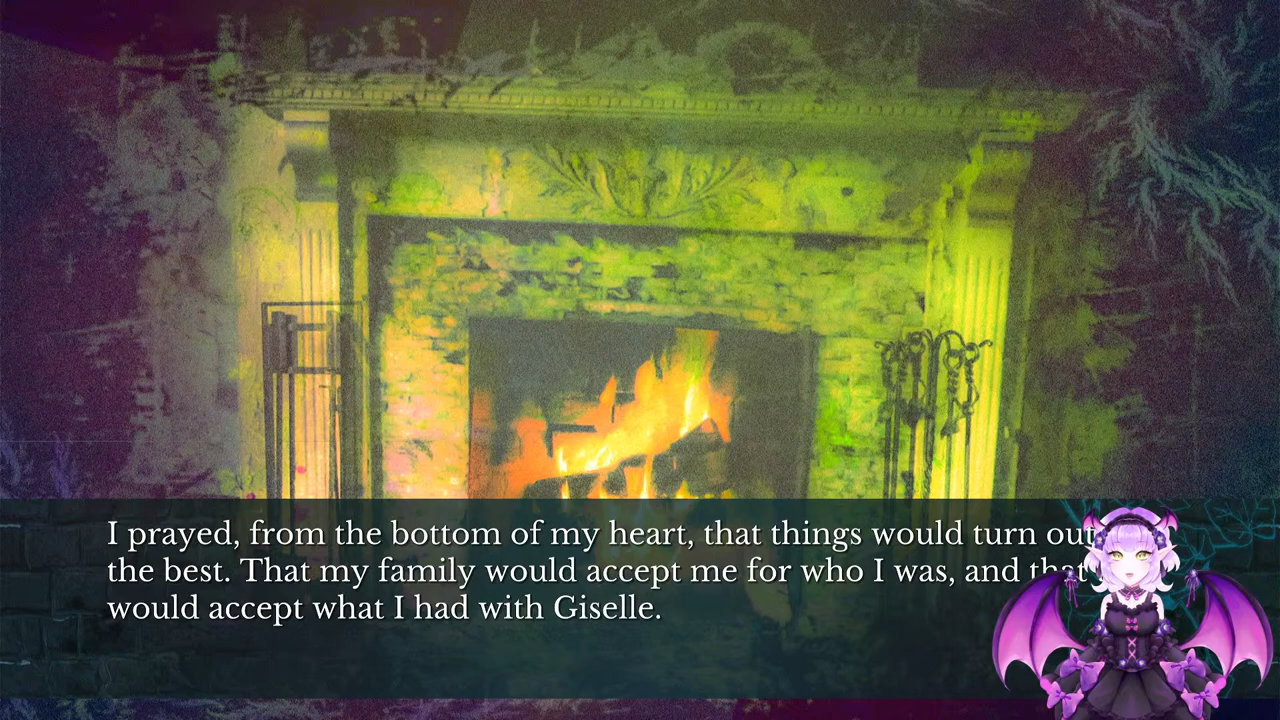 I prayed, from the bottom of my heart, that things would turn out
the best. That my family would accept me for who I was, and that
would accept what I had with Giselle.